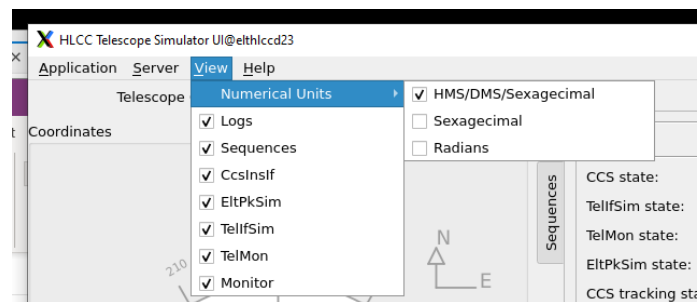 HLCC Telescope Simulator UI@elthlccd23
Application Server View Help
Telescope
Numerical Units
HMS/DMS/Sexagecimal
Sexagecimal
Radians
Coordinates
Logs
Sequences
CcsInsIf
EltPkSim
TelIfSim
TelMon
Monitor
210
N
E
Sequences
CCS state:
TelIfSim state:
TelMon state:
EltPkSim state:
CCS tracking sta